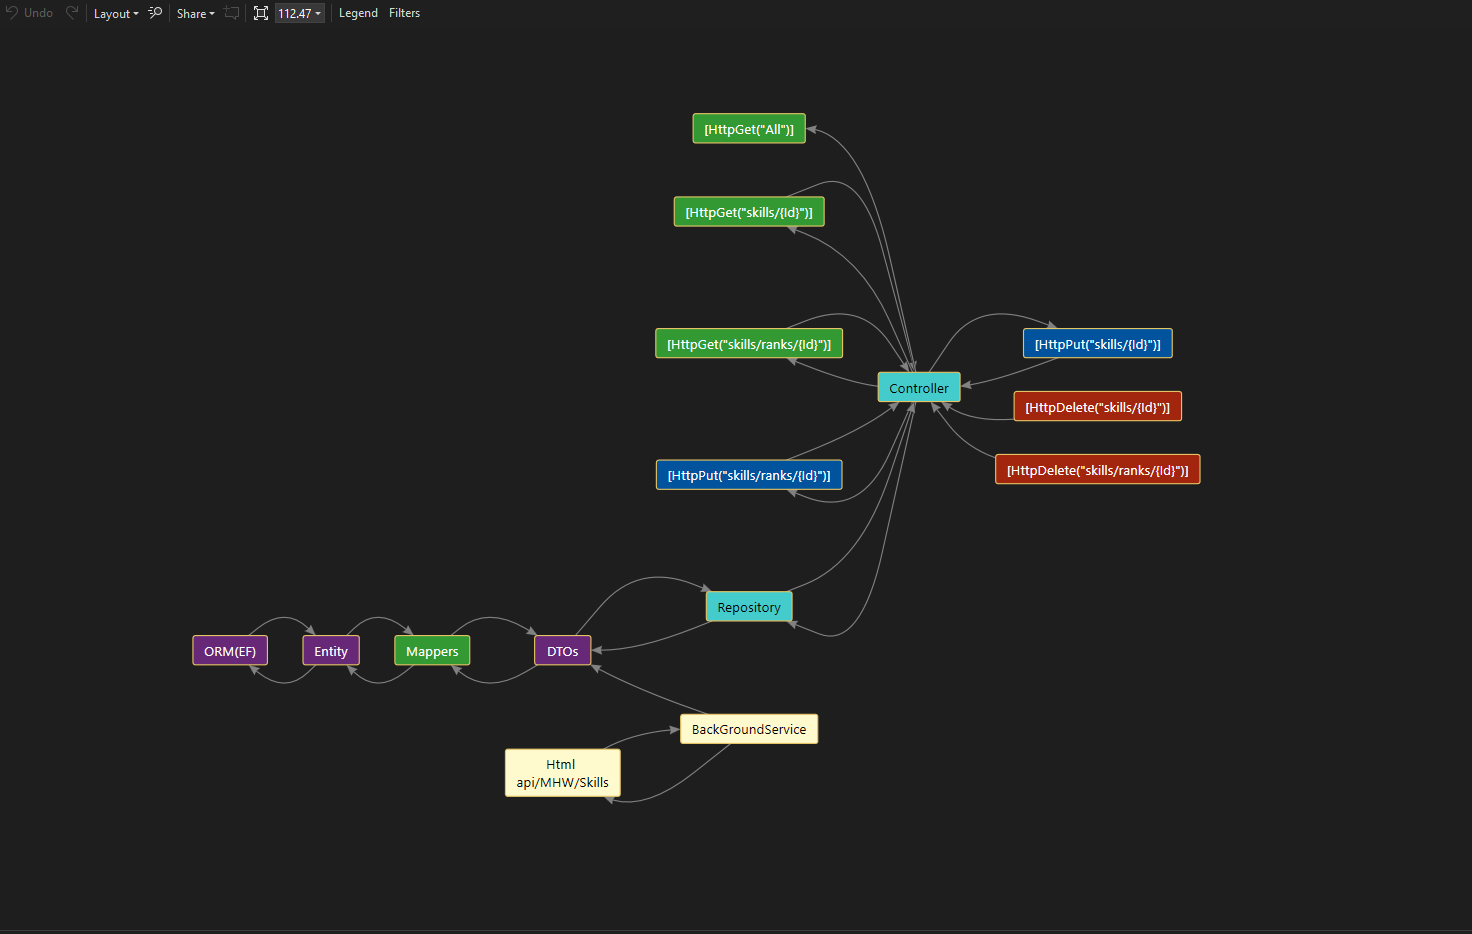 Undo
Layout
Share
112.47
Legend
Filters
[HttpGet("All")]
[HttpGet("skills/{Id}")]
[HttpGet("skills/ranks/{Id}")]
[HttpPut("skills/{Id}")]
Controller
[HttpDelete("skills/{Id}")]
[HttpPut("skills/ranks/{Id}")]
[HttpDelete("skills/ranks/{Id}")]
Repository
ORM(EF)
Entity
Mappers
DTOs
BackGroundService
Html
api/MHW/Skills